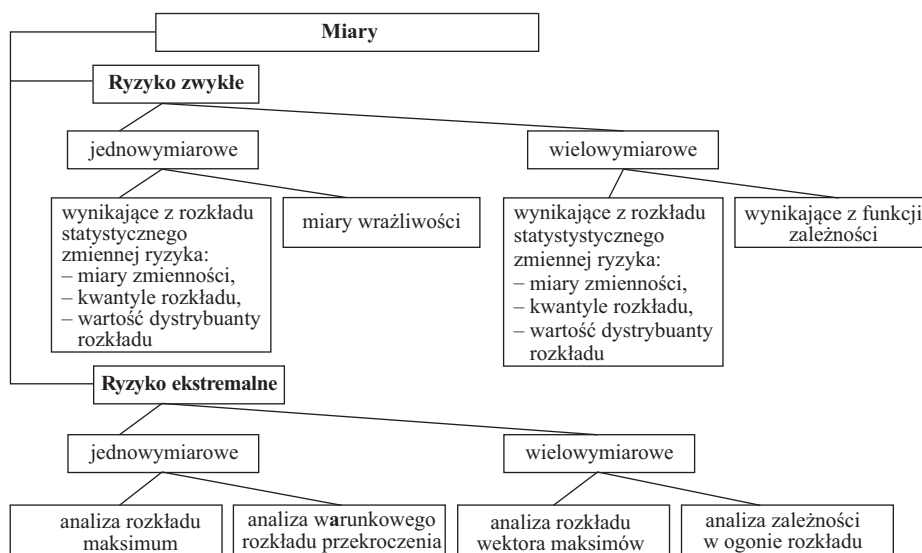 Miary
Ryzyko zwykłe
jednowymiarowe
wielowymiarowe
wynikające z rozkładu
statystycznego
zmiennej ryzyka:
– miary zmienności,
– kwantyle rozkładu,
– wartość dystrybuanty
rozkładu
miary wrażliwości
wynikające z rozkładu
statystystycznego
zmiennej ryzyka:
– miary zmienności,
– kwantyle rozkładu,
– wartość dystrybuanty
rozkładu
wynikające z funkcji
zależności
Ryzyko ekstremalne
jednowymiarowe
wielowymiarowe
analiza rozkładu
maksimum
analiza warunkowego
rozkładu przekroczenia
analiza rozkładu
wektora maksimów
analiza zależności
w ogonie rozkładu